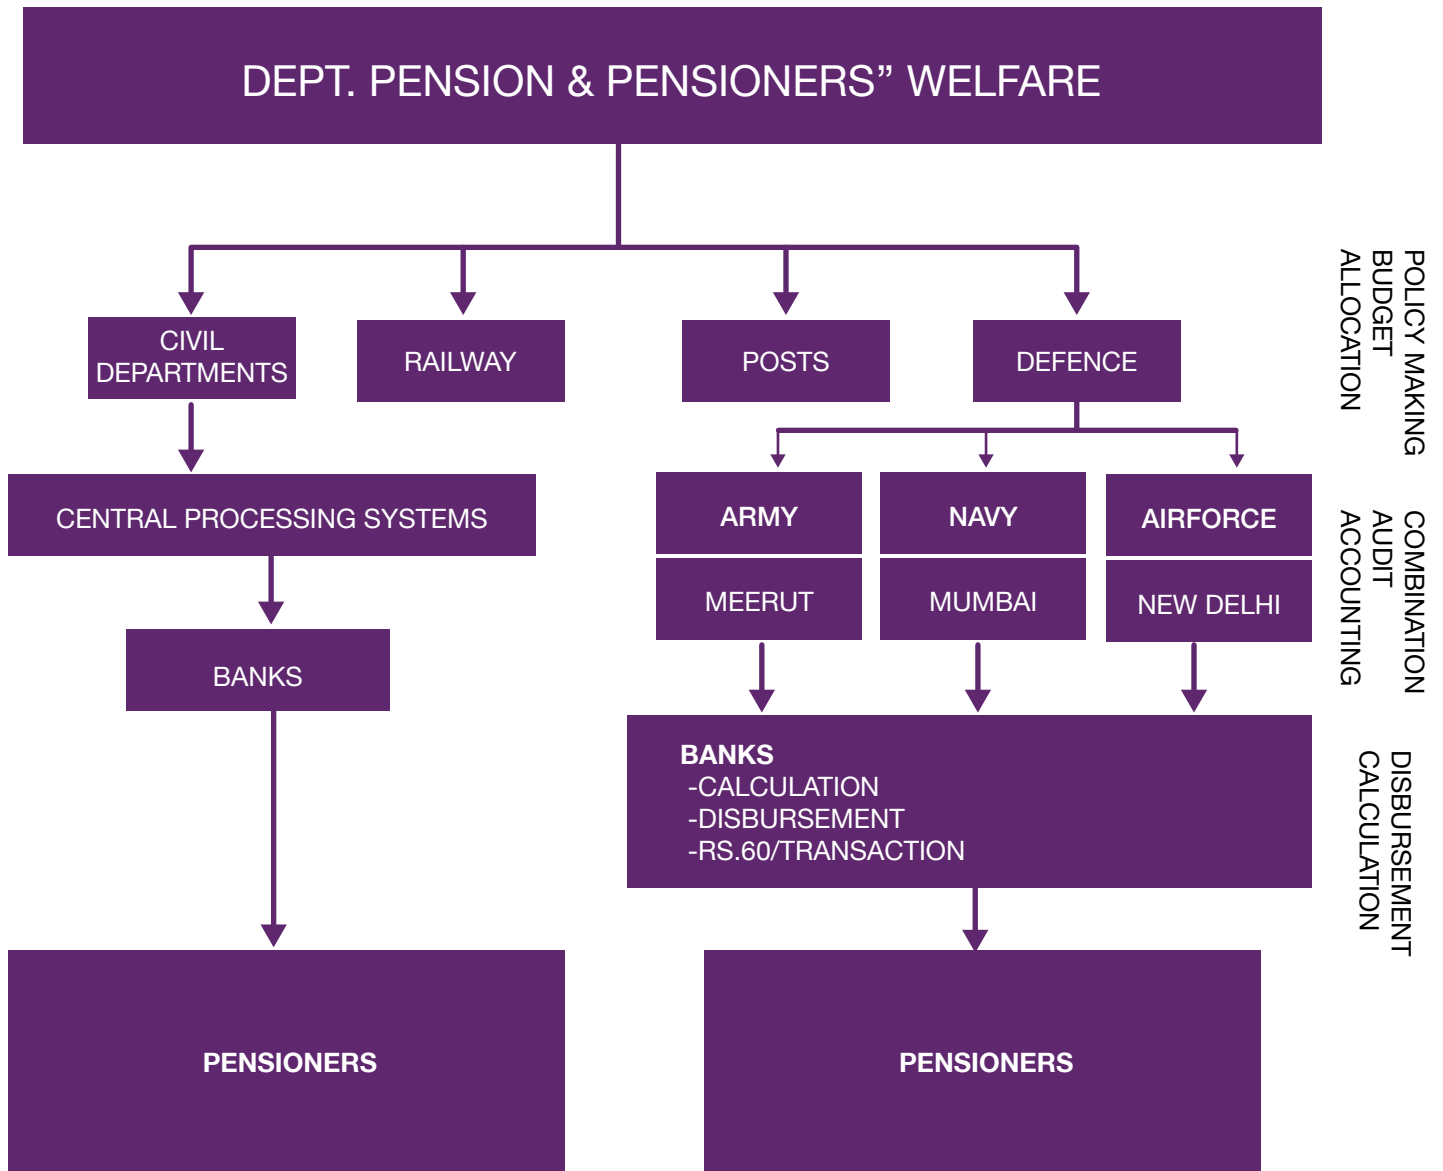 DEPT. PENSION & PENSIONERS” WELFARE
CIVIL
DEPARTMENTS
RAILWAY
POSTS
DEFENCE
POLICY MAKING
BUDGET
ALLOCATION
CENTRAL PROCESSING SYSTEMS
ARMY
NAVY
AIRFORCE
MEERUT
MUMBAI
NEW DELHI
COMBINATION
AUDIT
ACCOUNTING
BANKS
BANKS
-CALCULATION
-DISBURSEMENT
-RS.60/TRANSACTION
DISBURSEMENT
CALCULATION
PENSIONERS
PENSIONERS